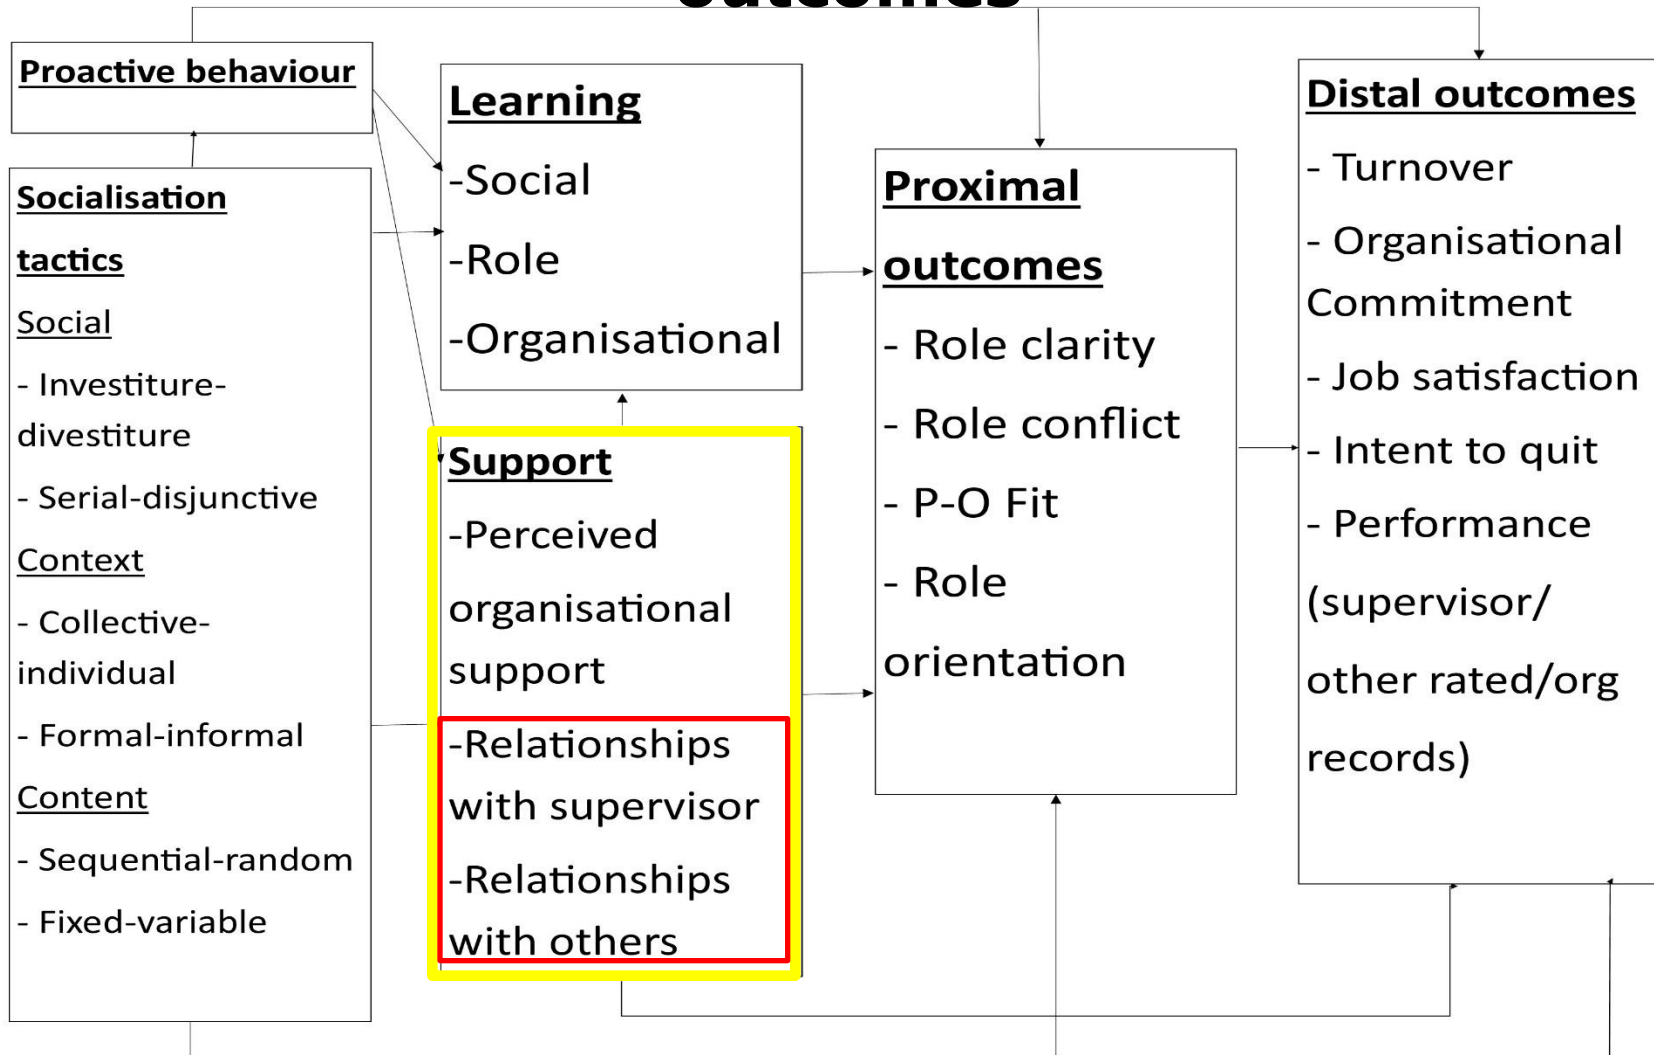 outcomes
Proactive behaviour
Socialisation
tactics
Social
- Investiture-
divestiture
- Serial-disjunctive
Context
- Collective-
individual
- Formal-informal
Content
- Sequential-random
- Fixed-variable
Learning
-Social
-Role
-Organisational
Support
-Perceived
organisational
support
-Relationships
with supervisor
-Relationships
with others
Proximal
outcomes
- Role clarity
- Role conflict
- P-O Fit
- Role
orientation
Distal outcomes
- Turnover
- Organisational
Commitment
- Job satisfaction
- Intent to quit
- Performance
(supervisor/
other rated/org
records)